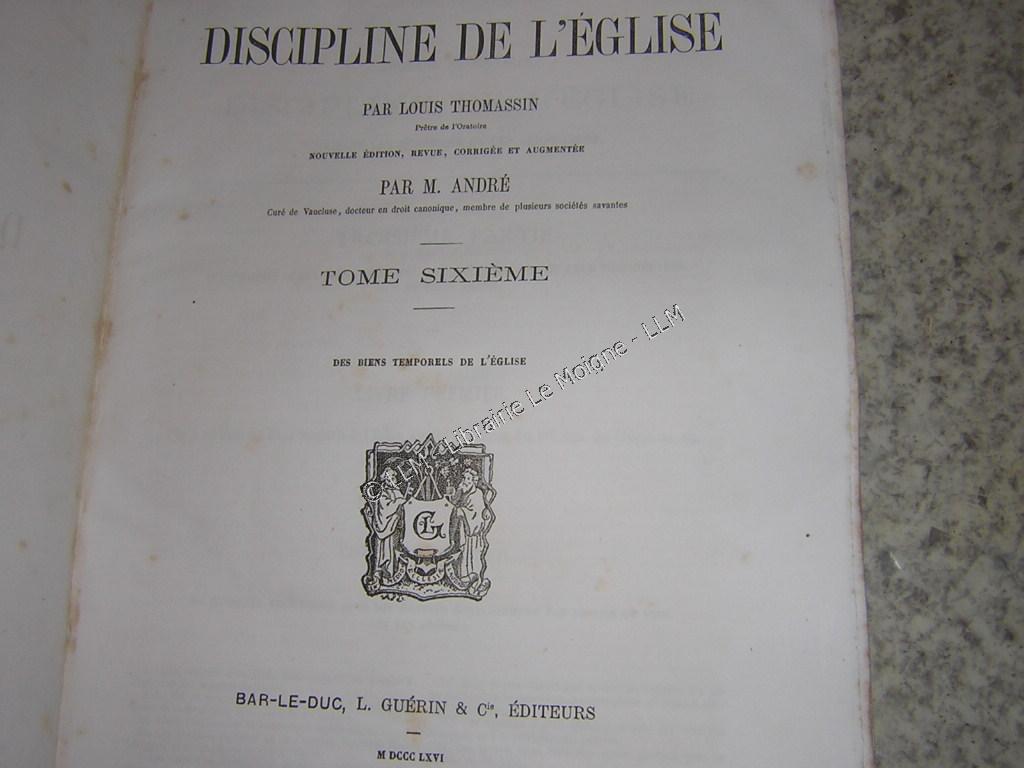 DISCIPLINE DE L'ÉGLISE
PAR LOUIS THOMASSIN
Prêtre de l'Oratoire
NOUVELLE ÉDITION, REVUE, CORRIGÉE ET AUGMENTÉE
PAR M. ANDRÉ
Curé de Vaucluse, docteur en droit canonique, membre de plusieurs sociétés savantes
TOME SIXIÈME
DES BIENS TEMPORELS DE L'ÉGLISE
© LLM - Librairie Le Moigne - LLM
BAR-LE-DUC, L. GUÉRIN & Cie, ÉDITEURS
M DCCC LXVI